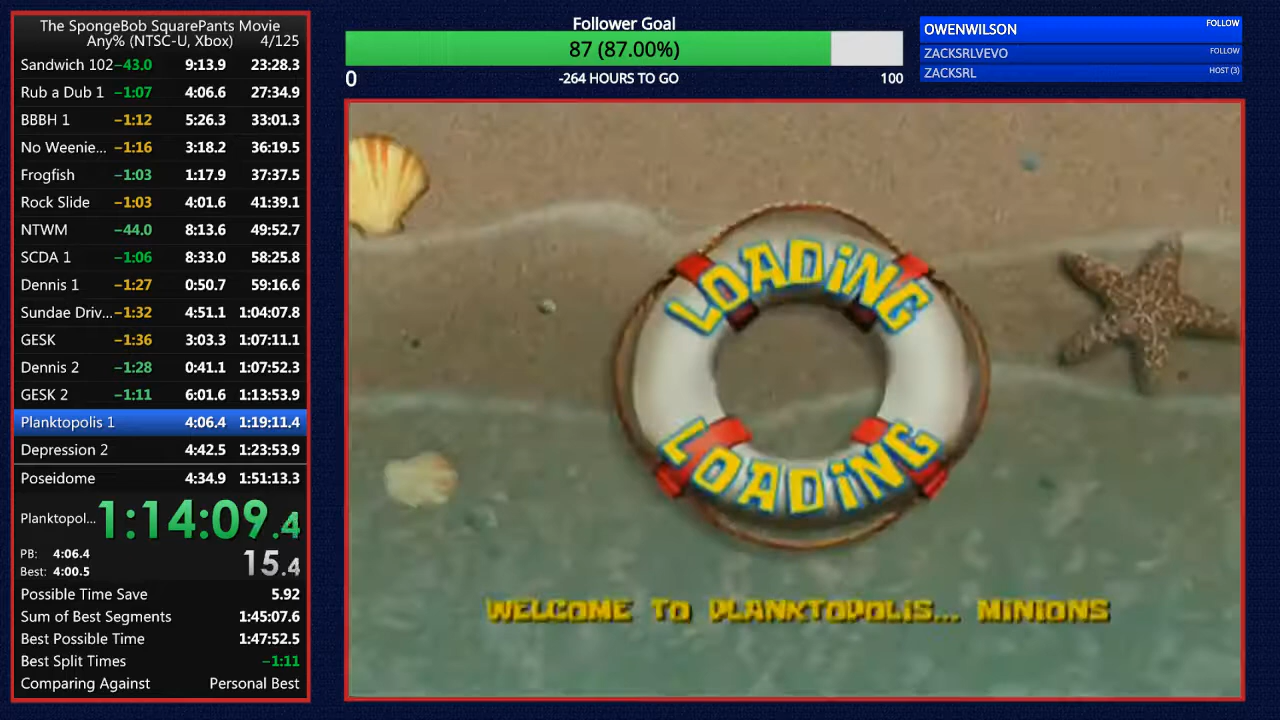 The SpongeBob SquarePants Movie
Any% (NTSC-U, Xbox) 4/125
Sandwich 102 −43.0 9:13.9 23:28.3
Rub a Dub 1 −1:07 4:06.6 27:34.9
BBBH 1 −1:12 5:26.3 33:01.3
No Weenie... −1:16 3:18.2 36:19.5
Frogfish −1:03 1:17.9 37:37.5
Rock Slide −1:03 4:01.6 41:39.1
NTWM −44.0 8:13.6 49:52.7
SCDA 1 −1:06 8:33.0 58:25.8
Dennis 1 −1:27 0:50.7 59:16.6
Sundae Driv... −1:32 4:51.1 1:04:07.8
GESK −1:36 3:03.3 1:07:11.1
Dennis 2 −1:28 0:41.1 1:07:52.3
GESK 2 −1:11 6:01.6 1:13:53.9
Planktopolis 1 4:06.4 1:19:11.4
Depression 2 4:42.5 1:23:53.9
Poseidome 4:34.9 1:51:13.3
Planktopol... 1:14:09.4
PB: 4:06.4
Best: 4:00.5
15.4
Possible Time Save 5.92
Sum of Best Segments 1:45:07.6
Best Possible Time 1:47:52.5
Best Split Times −1:11
Comparing Against Personal Best
Follower Goal
87 (87.00%)
0 -264 HOURS TO GO 100
OWENWILSON FOLLOW
ZACKSRLVEVO FOLLOW
ZACKSRL HOST (3)
LOADiNG
LOADiNG
WELCOME TO PLANKTOPOLIS... MINIONS